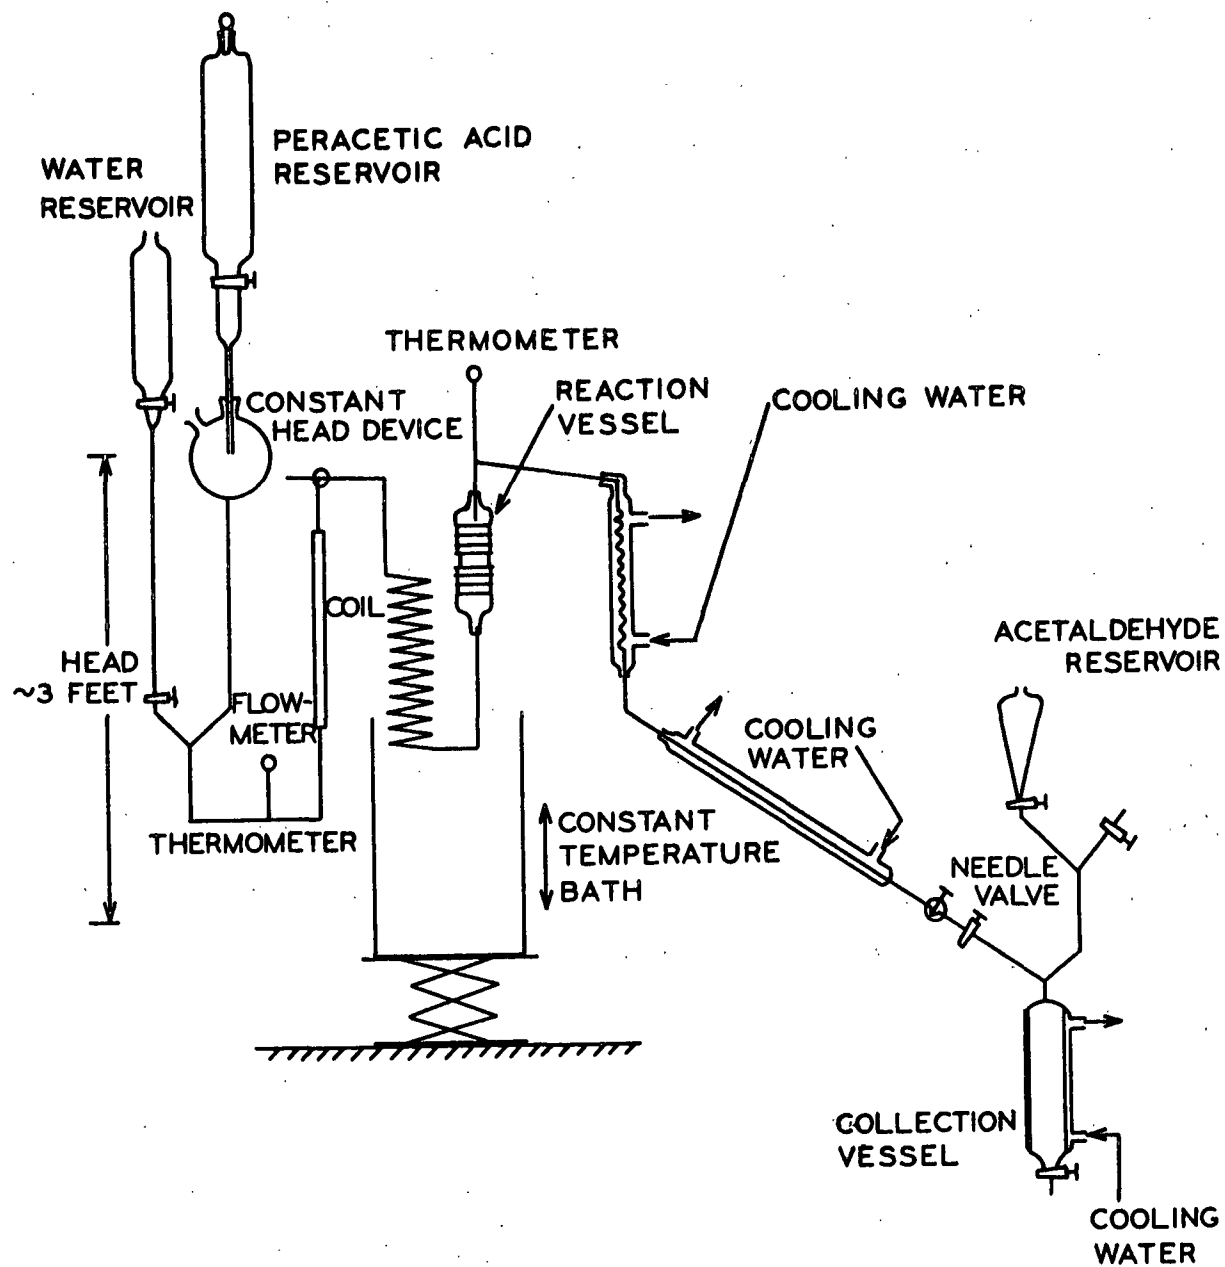 PERACETIC ACID
RESERVOIR
WATER
RESERVOIR
THERMOMETER
REACTION
VESSEL
COOLING WATER
CONSTANT
HEAD DEVICE
COIL
ACETALDEHYDE
RESERVOIR
HEAD
~3 FEET
FLOW-
METER
COOLING
WATER
THERMOMETER
CONSTANT
TEMPERATURE
BATH
NEEDLE
VALVE
COLLECTION
VESSEL
COOLING
WATER